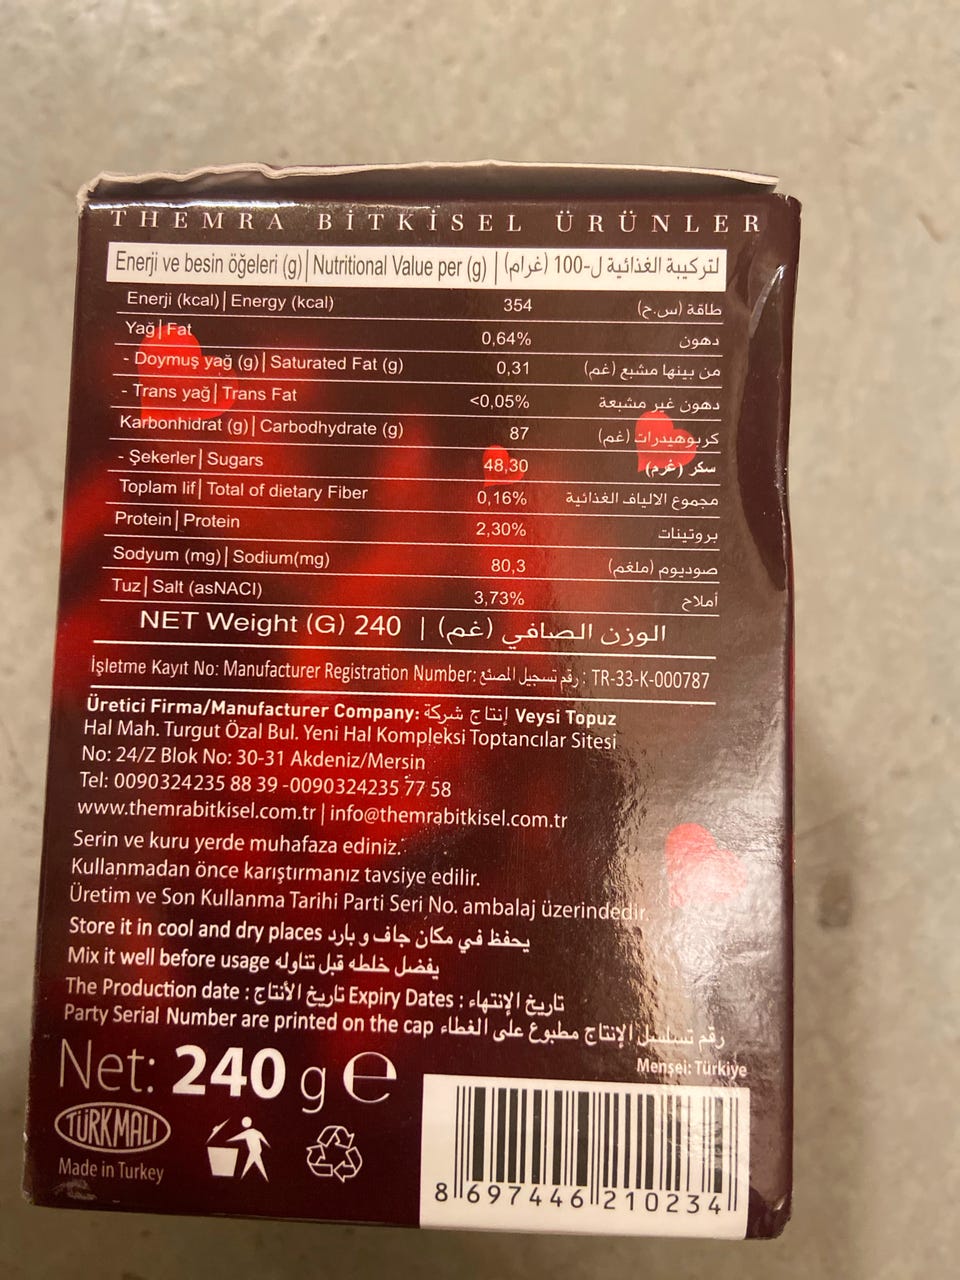 THEMRA BİTKİSEL ÜRÜNLER
Enerji ve besin öğeleri (g) | Nutritional Value per (g) | لتركيبة الغذائية ل-100 (غرام)
Enerji (kcal) | Energy (kcal) 354 طاقة (س.ح)
Yağ | Fat 0,64% دهون
- Doymuş yağ (g) | Saturated Fat (g) 0,31 من بينها مشبع (غم)
- Trans yağ | Trans Fat <0,05% دهون غير مشبعة
Karbonhidrat (g) | Carbodhydrate (g) 87 كربوهيدرات (غم)
- Şekerler | Sugars 48,30 سكر (غرم)
Toplam lif | Total of dietary Fiber 0,16% مجموع الالياف الغذائية
Protein | Protein 2,30% بروتينات
Sodyum (mg) | Sodium(mg) 80,3 صوديوم (ملغم)
Tuz | Salt (asNACI) 3,73% أملاح
NET Weight (G) 240 | الوزن الصافي (غم)
İşletme Kayıt No: Manufacturer Registration Number: رقم تسجيل المصنع : TR-33-K-000787
Üretici Firma/Manufacturer Company: إنتاج شركة Veysi Topuz
Hal Mah. Turgut Özal Bul. Yeni Hal Kompleksi Toptancılar Sitesi
No: 24/Z Blok No: 30-31 Akdeniz/Mersin
Tel: 0090324235 88 39 -0090324235 77 58
www.themrabitkisel.com.tr | info@themrabitkisel.com.tr
Serin ve kuru yerde muhafaza ediniz.
Kullanmadan önce karıştırmanız tavsiye edilir.
Üretim ve Son Kullanma Tarihi Parti Seri No. ambalaj üzerindedir.
Store it in cool and dry places يحفظ في مكان جاف و بارد
Mix it well before usage يفضل خلطه قبل تناوله
The Production date : تاريخ الأنتاج Expiry Dates : تاريخ الإنتهاء
Party Serial Number are printed on the cap رقم تسلسل الإنتاج مطبوع على الغطاء
Menşei: Türkiye
Net: 240 g e
TÜRK MALI
Made in Turkey
8 697446 210234